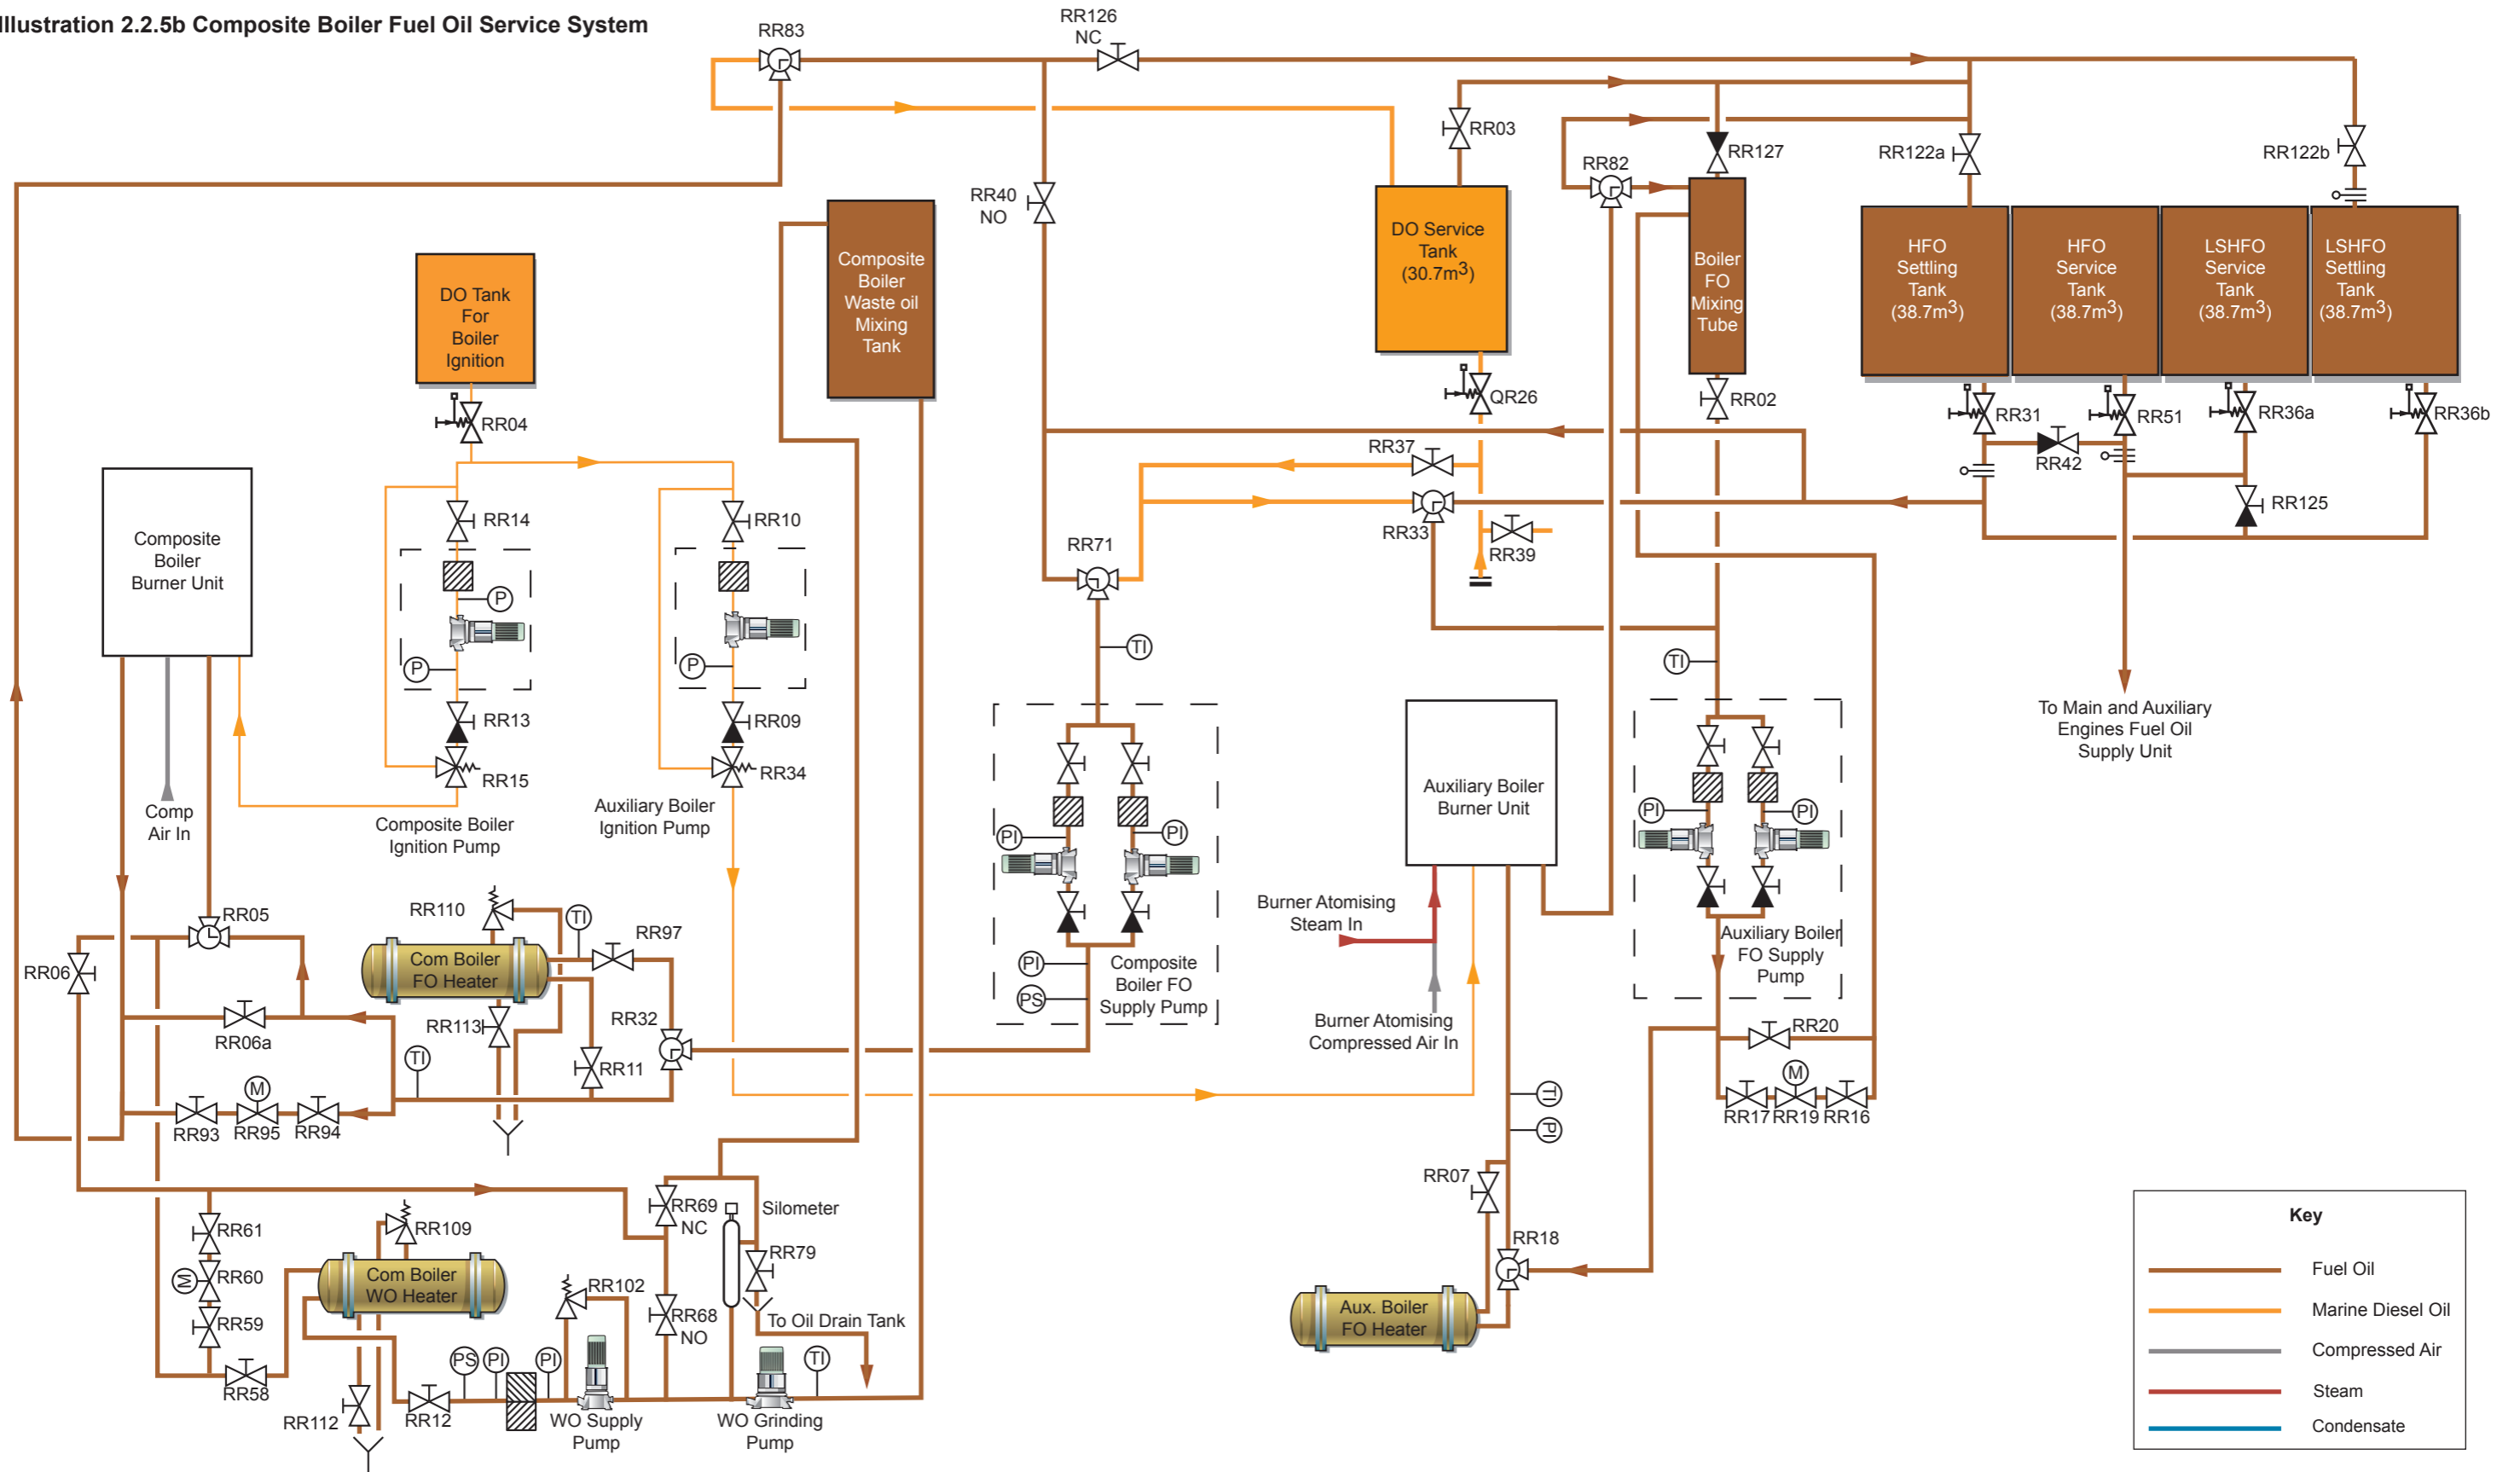 Illustration 2.2.5b Composite Boiler Fuel Oil Service System
RR83
RR126
NC
RR03
RR127
RR82
RR122a
RR122b
RR40
NO
DO Tank
For
Boiler
Ignition
Composite
Boiler
Waste oil
Mixing
Tank
DO Service
Tank
(30.7m3)
Boiler
FO
Mixing
Tube
HFO
Settling
Tank
(38.7m3)
HFO
Service
Tank
(38.7m3)
LSHFO
Service
Tank
(38.7m3)
LSHFO
Settling
Tank
(38.7m3)
RR04
QR26
RR02
RR31
RR51
RR36a
RR36b
RR42
RR37
RR33
RR39
RR125
RR71
Composite
Boiler
Burner Unit
RR14
P
P
RR13
RR15
Composite Boiler
Ignition Pump
RR10
P
RR09
RR34
Auxiliary Boiler
Ignition Pump
Comp
Air In
TI
TI
PI
PI
PI
PS
Composite
Boiler FO
Supply Pump
Auxiliary Boiler
Burner Unit
Burner Atomising
Steam In
Burner Atomising
Compressed Air In
PI
PI
Auxiliary Boiler
FO Supply
Pump
To Main and Auxiliary
Engines Fuel Oil
Supply Unit
RR05
RR06
RR06a
RR110
TI
RR97
Com Boiler
FO Heater
RR113
RR11
RR32
TI
M
RR93
RR95
RR94
RR20
M
RR17
RR19
RR16
TI
PI
RR07
RR18
Aux. Boiler
FO Heater
RR61
M
RR60
RR59
RR58
RR109
Com Boiler
WO Heater
RR112
RR12
PS
PI
PI
RR102
WO Supply
Pump
RR69
NC
RR68
NO
Silometer
RR79
To Oil Drain Tank
TI
WO Grinding
Pump
Key
Fuel Oil
Marine Diesel Oil
Compressed Air
Steam
Condensate